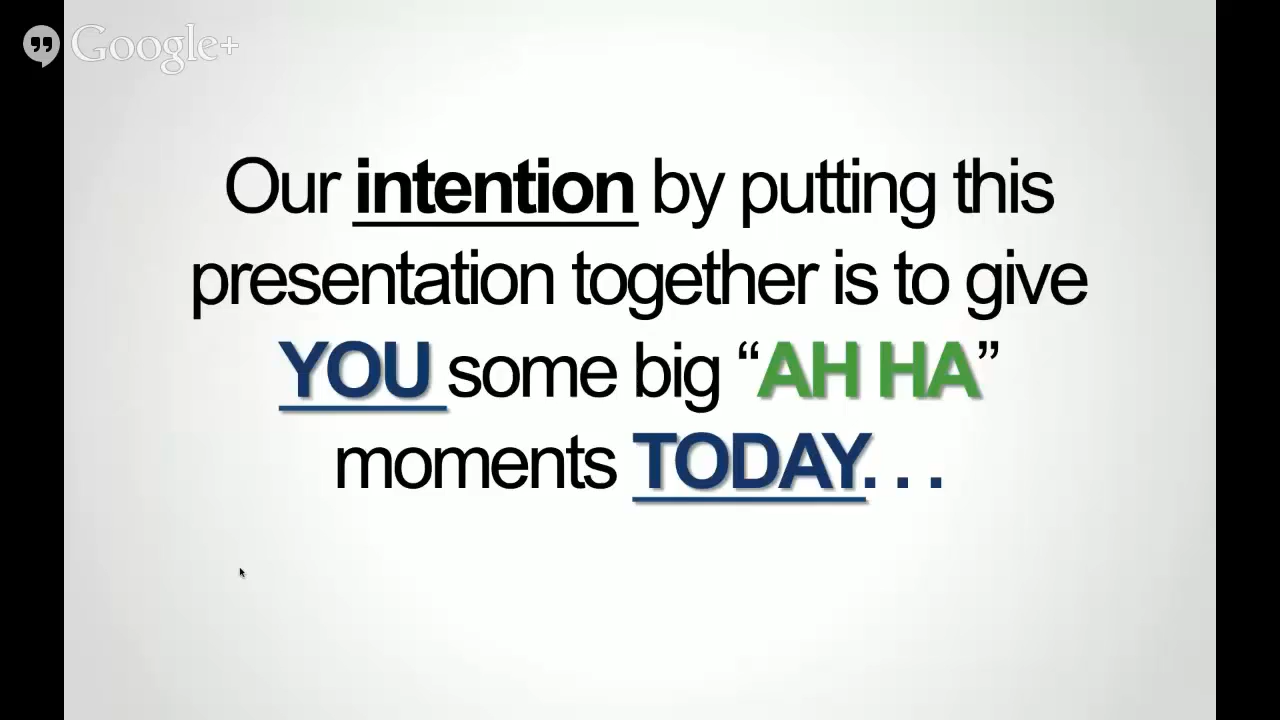 Google+
Our intention by putting this
presentation together is to give
YOU some big “AH HA”
moments TODAY. . .